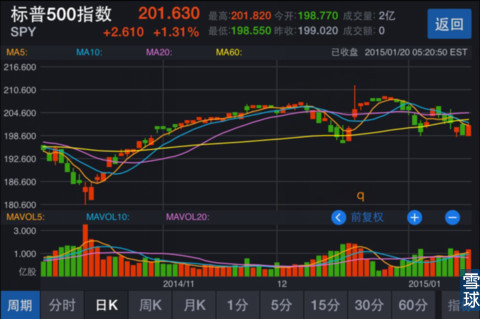 标普500指数 201.630 最高:201.820 今开:198.770 成交量:2亿 返回
SPY +2.610 +1.31% 最低:198.550 昨收:199.020 成交额:0
MA5: MA10: MA20: MA60: 已收盘 2015/01/20 05:20:50 EST
216.600
210.600
204.600
198.600
192.600
186.600
180.600
q
MAVOL5: MAVOL10: MAVOL20: 前复权
3.000
1.000
亿股
2014/11 12 2015/01
周期 分时 日K 周K 月K 1分 5分 15分 30分 60分 指标
雪球